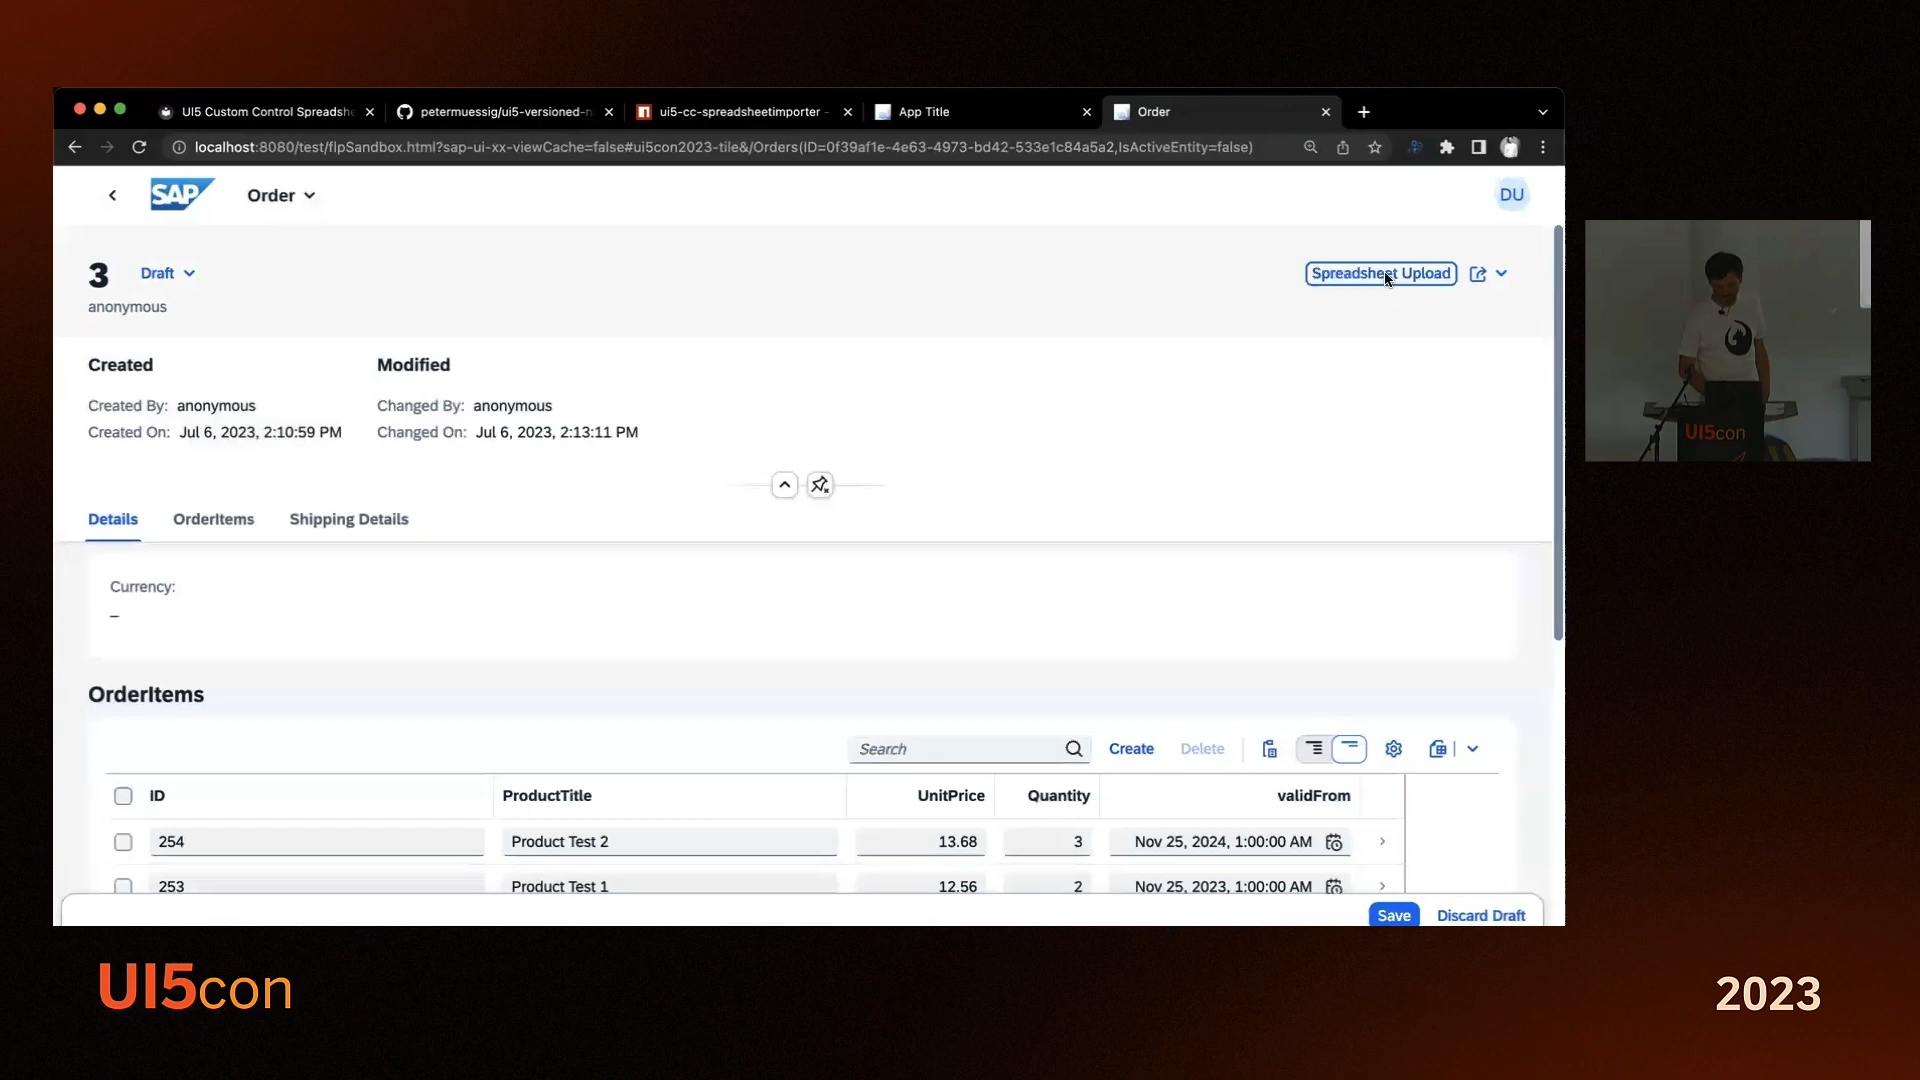 UI5 Custom Control Spreadshe
petermuessig/ui5-versioned-n
ui5-cc-spreadsheetimporter -
App Title
Order
localhost:8080/test/flpSandbox.html?sap-ui-xx-viewCache=false#ui5con2023-tile&/Orders(ID=0f39af1e-4e63-4973-bd42-533e1c84a5a2,IsActiveEntity=false)
SAP
Order
DU
3
Draft
Spreadsheet Upload
anonymous
Created
Modified
Created By: anonymous
Changed By: anonymous
Created On: Jul 6, 2023, 2:10:59 PM
Changed On: Jul 6, 2023, 2:13:11 PM
Details
OrderItems
Shipping Details
Currency:
–
OrderItems
Search
Create
Delete
ID ProductTitle UnitPrice Quantity validFrom
254 Product Test 2 13.68 3 Nov 25, 2024, 1:00:00 AM
253 Product Test 1 12.56 2 Nov 25, 2023, 1:00:00 AM
Save
Discard Draft
UI5con
UI5con
2023